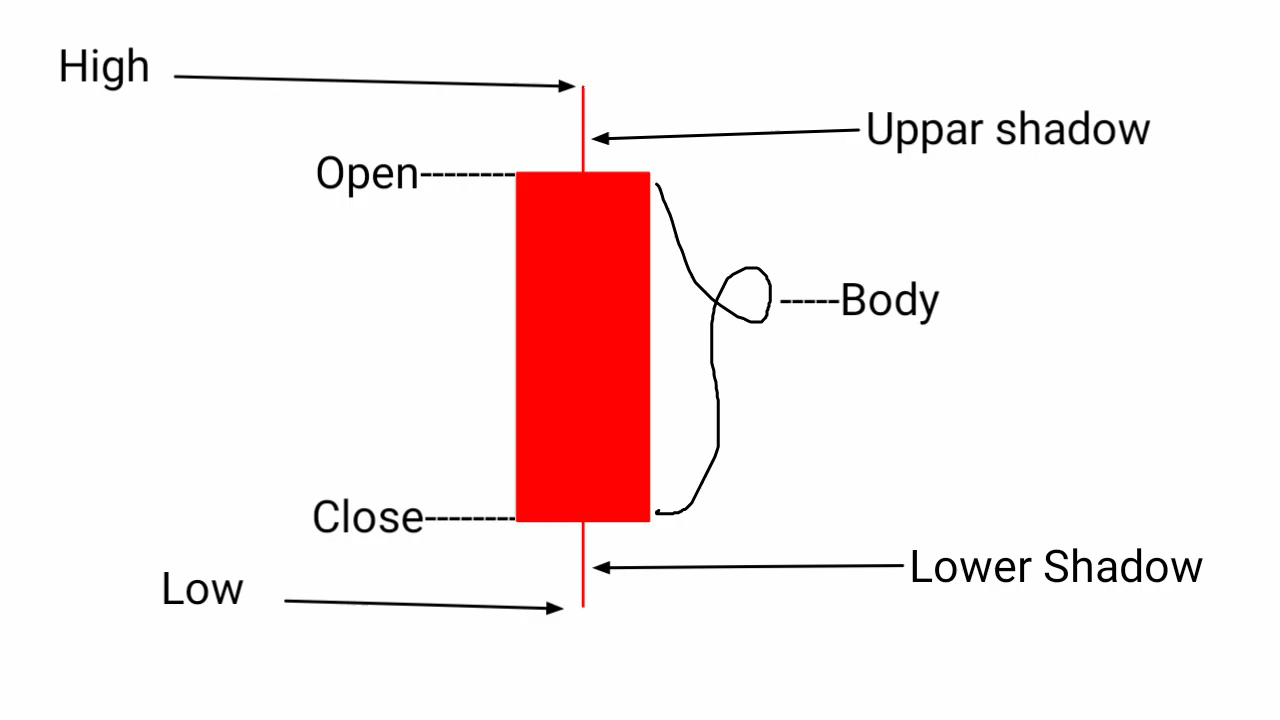 High
Uppar shadow
Open--------
-----Body
Close--------
Lower Shadow
Low